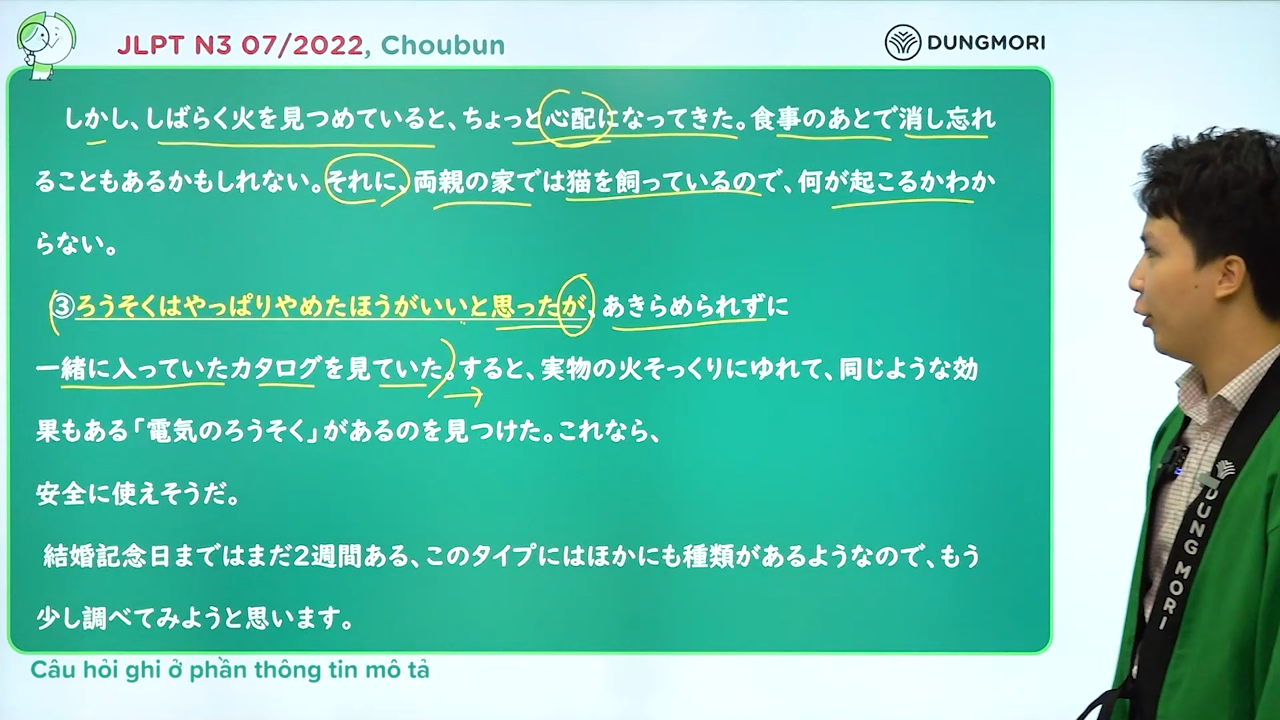 JLPT N3 07/2022, Choubun
DUNGMORI
しかし、しばらく火を見つめていると、ちょっと心配になってきた。食事のあとで消し忘れ
ることもあるかもしれない。それに、両親の家では猫を飼っているので、何が起こるかわか
らない。
③ろうそくはやっぱりやめたほうがいいと思ったが、あきらめられずに
一緒に入っていたカタログを見ていた。すると、実物の火そっくりにゆれて、同じような効
果もある「電気のろうそく」があるのを見つけた。これなら、
安全に使えそうだ。
結婚記念日まではまだ2週間ある、このタイプにはほかにも種類があるようなので、もう
少し調べてみようと思います。
Câu hỏi ghi ở phần thông tin mô tả
DUNGMORI